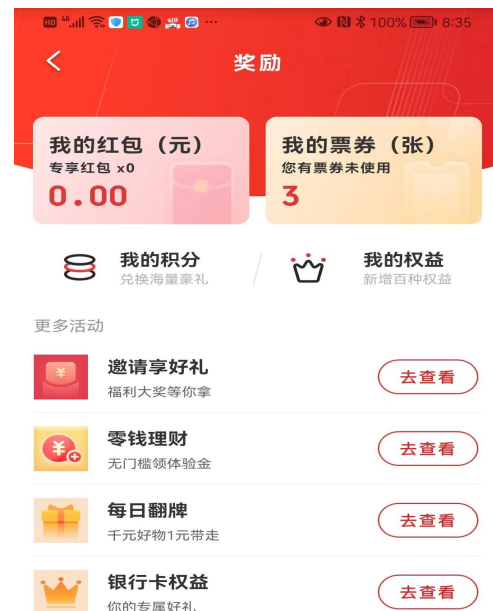 HD 4G 100% 8:35
奖励
我的红包（元） 我的票券（张）
专享红包 x0 您有票券未使用
0.00 3
我的积分 我的权益
兑换海量豪礼 新增百种权益
更多活动
邀请享好礼
福利大奖等你拿
去查看
零钱理财
无门槛领体验金
去查看
每日翻牌
千元好物1元带走
去查看
银行卡权益
你的专属好礼
去查看